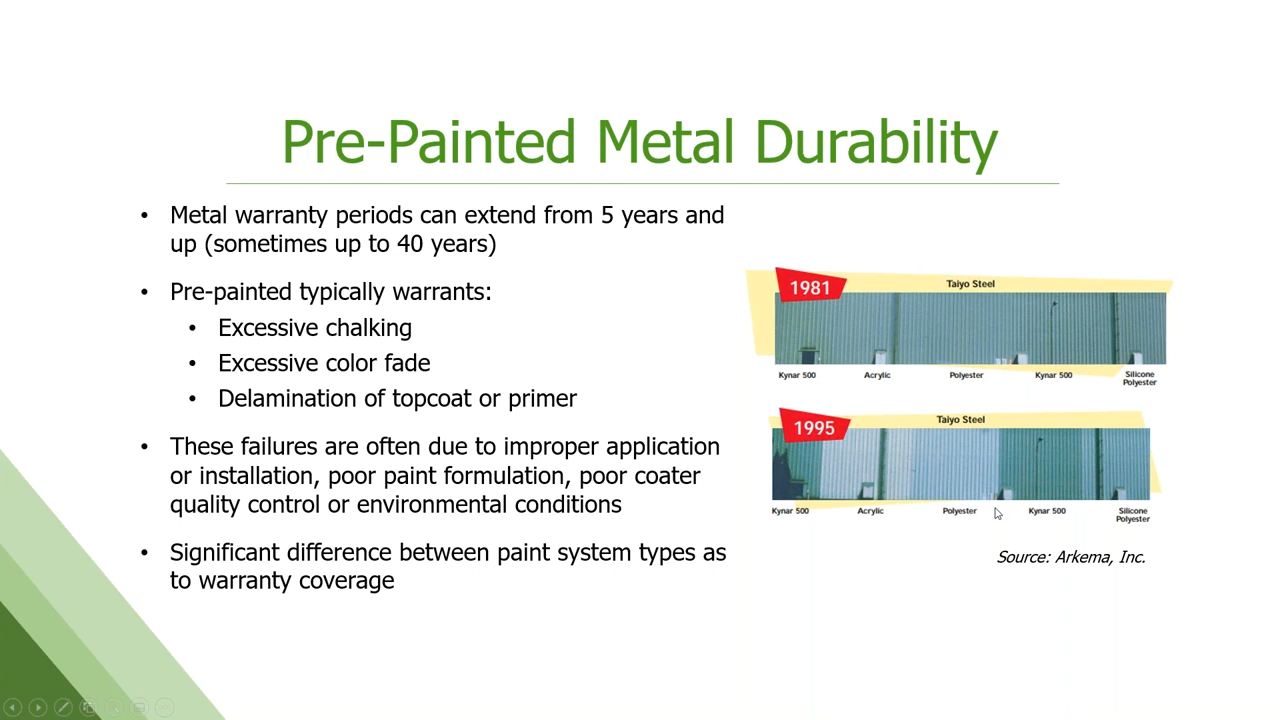 Pre-Painted Metal Durability
• Metal warranty periods can extend from 5 years and
up (sometimes up to 40 years)
• Pre-painted typically warrants:
• Excessive chalking
• Excessive color fade
• Delamination of topcoat or primer
• These failures are often due to improper application
or installation, poor paint formulation, poor coater
quality control or environmental conditions
• Significant difference between paint system types as
to warranty coverage
1981
Taiyo Steel
Kynar 500 Acrylic Polyester Kynar 500 Silicone
Polyester
1995
Taiyo Steel
Kynar 500 Acrylic Polyester Kynar 500 Silicone
Polyester
Source: Arkema, Inc.